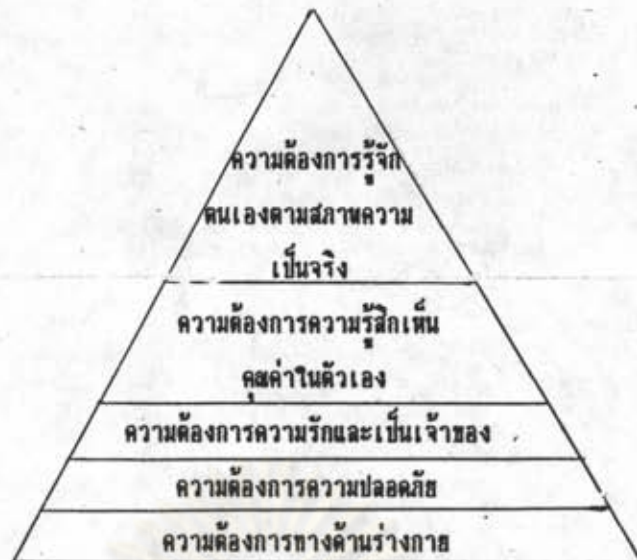 ความต้องการรู้จัก
ตนเองตามสภาพความ
เป็นจริง
ความต้องการความรู้สึกเห็น
คุณค่าในตัวเอง
ความต้องการความรักและเป็นเจ้าของ
ความต้องการความปลอดภัย
ความต้องการทางด้านร่างกาย